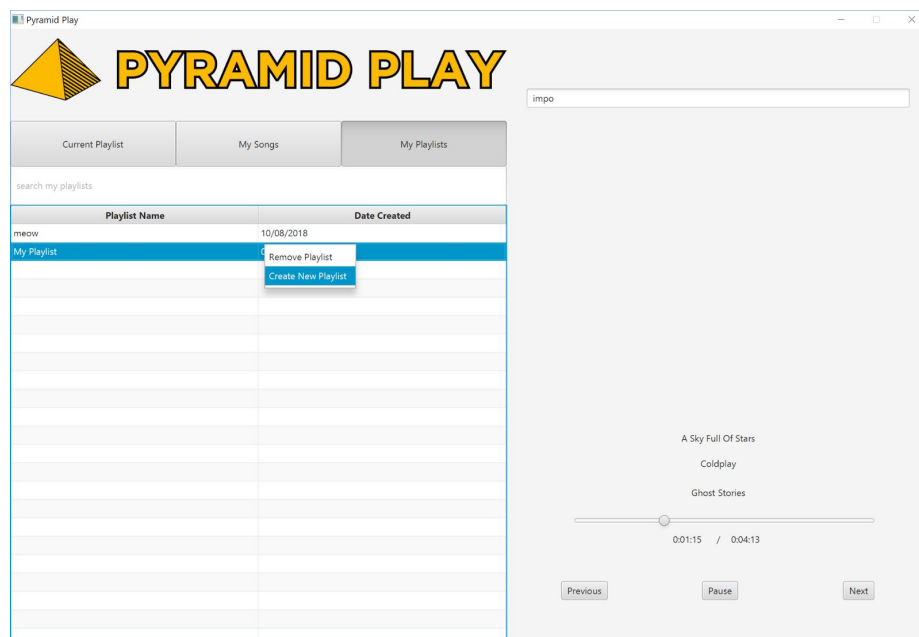 Pyramid Play
PYRAMID PLAY
impo
Current Playlist My Songs My Playlists
search my playlists
Playlist Name Date Created
meow 10/08/2018
My Playlist
Remove Playlist
Create New Playlist
A Sky Full Of Stars
Coldplay
Ghost Stories
0:01:15 / 0:04:13
Previous Pause Next